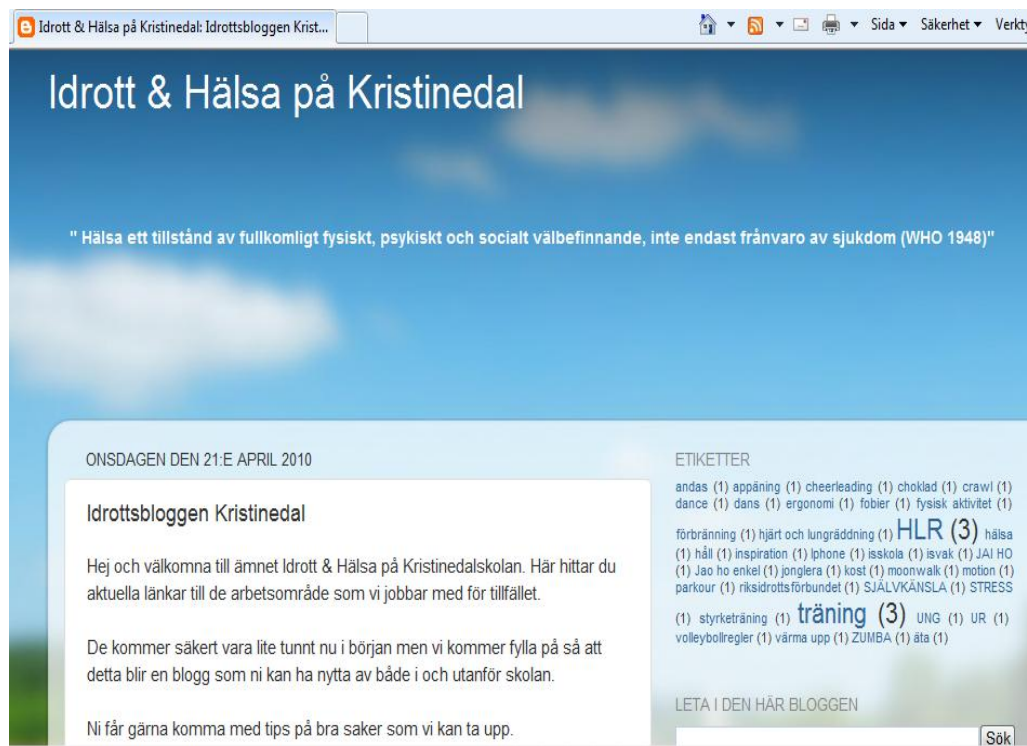 Idrott & Hälsa på Kristinedal: Idrottsbloggen Krist...
Sida
Säkerhet
Verkty
Idrott & Hälsa på Kristinedal
" Hälsa ett tillstånd av fullkomligt fysiskt, psykiskt och socialt välbefinnande, inte endast frånvaro av sjukdom (WHO 1948)"
ONSDAGEN DEN 21:E APRIL 2010
Idrottsbloggen Kristinedal
Hej och välkomna till ämnet Idrott & Hälsa på Kristinedalskolan. Här hittar du
aktuella länkar till de arbetsområde som vi jobbar med för tillfället.
De kommer säkert vara lite tunnt nu i början men vi kommer fylla på så att
detta blir en blogg som ni kan ha nytta av både i och utanför skolan.
Ni får gärna komma med tips på bra saker som vi kan ta upp.
ETIKETTER
andas (1) appäning (1) cheerleading (1) choklad (1) crawl (1)
dance (1) dans (1) ergonomi (1) fobier (1) fysisk aktivitet (1)
förbränning (1) hjärt och lungräddning (1) HLR (3) hälsa
(1) håll (1) inspiration (1) Iphone (1) isskola (1) isvak (1) JAI HO
(1) Jao ho enkel (1) jonglera (1) kost (1) moonwalk (1) motion (1)
parkour (1) riksidrottsförbundet (1) SJÄLVKÄNSLA (1) STRESS
(1) styrketräning (1) träning (3) UNG (1) UR (1)
volleybollregler (1) värma upp (1) ZUMBA (1) äta (1)
LETA I DEN HÄR BLOGGEN
Sök